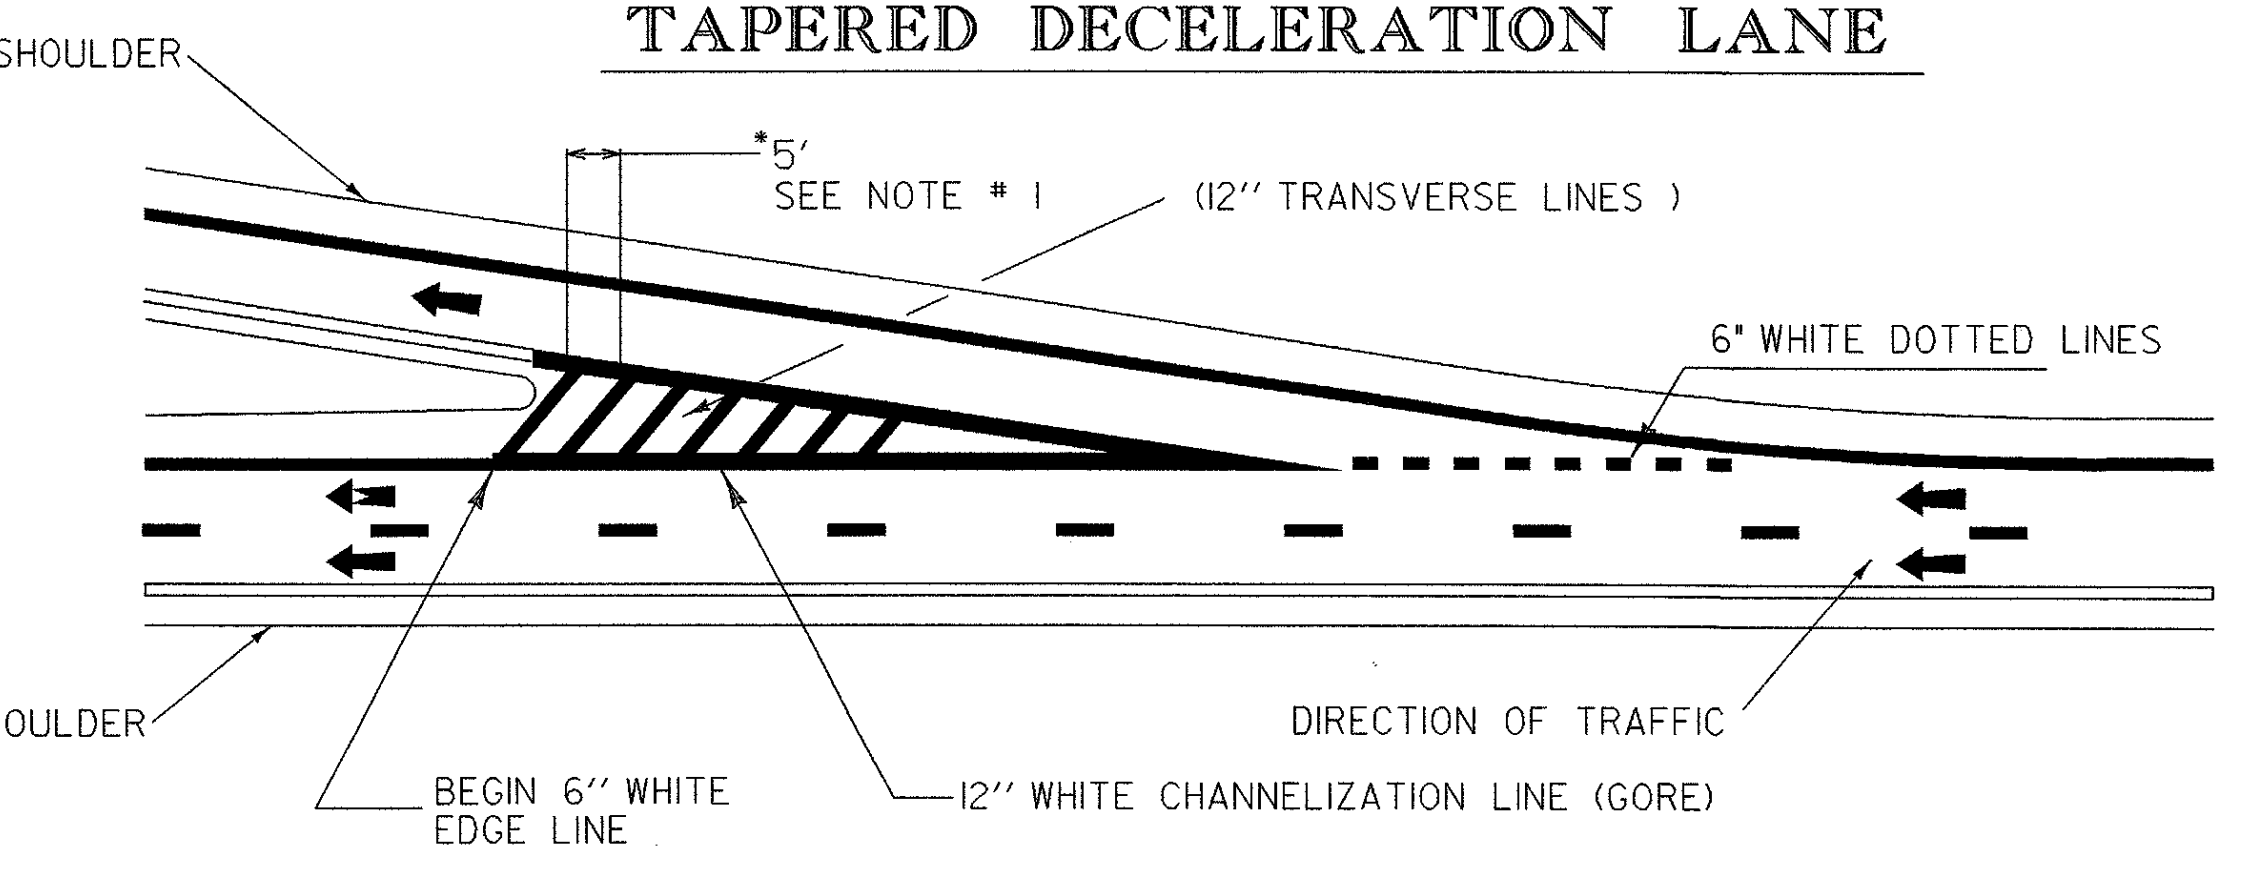 TAPERED DECELERATION LANE
SHOULDER
*5'
SEE NOTE # 1
(12'' TRANSVERSE LINES )
6" WHITE DOTTED LINES
OULDER
DIRECTION OF TRAFFIC
BEGIN 6'' WHITE
EDGE LINE
12'' WHITE CHANNELIZATION LINE (GORE)